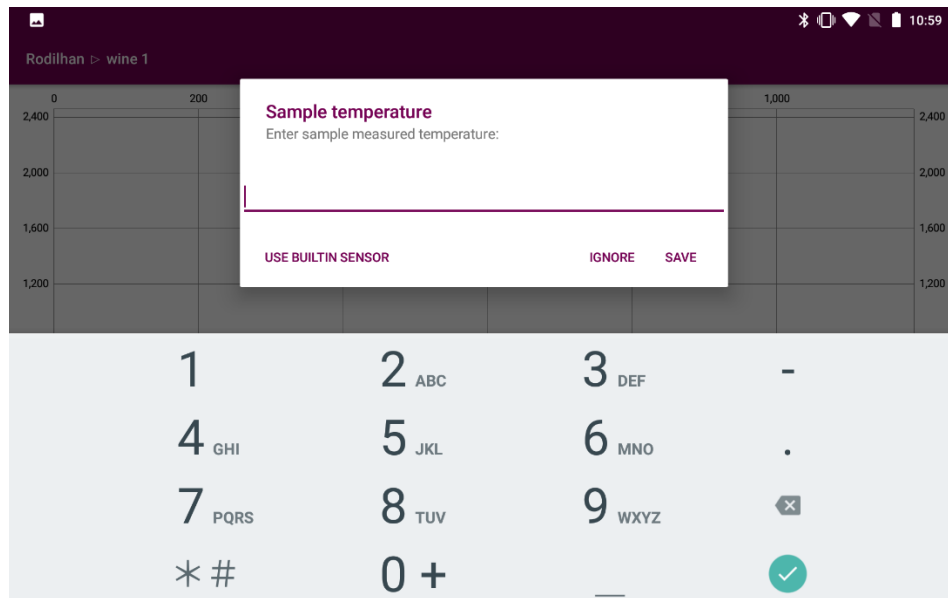 10:59
Rodilhan ▷ wine 1
0 200 1,000
2,400 2,400
2,000 2,000
1,600 1,600
1,200 1,200
Sample temperature
Enter sample measured temperature:
USE BUILTIN SENSOR IGNORE SAVE
1 2 ABC 3 DEF -
4 GHI 5 JKL 6 MNO .
7 PQRS 8 TUV 9 WXYZ
* # 0 + _